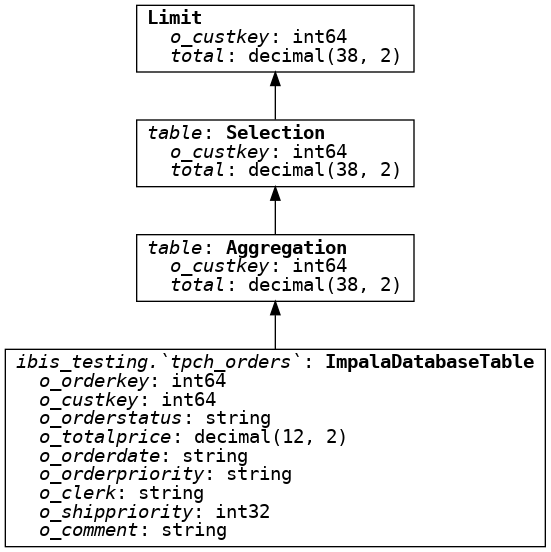 Limit
o_custkey: int64
total: decimal(38, 2)
table: Selection
o_custkey: int64
total: decimal(38, 2)
table: Aggregation
o_custkey: int64
total: decimal(38, 2)
ibis_testing.`tpch_orders`: ImpalaDatabaseTable
o_orderkey: int64
o_custkey: int64
o_orderstatus: string
o_totalprice: decimal(12, 2)
o_orderdate: string
o_orderpriority: string
o_clerk: string
o_shippriority: int32
o_comment: string